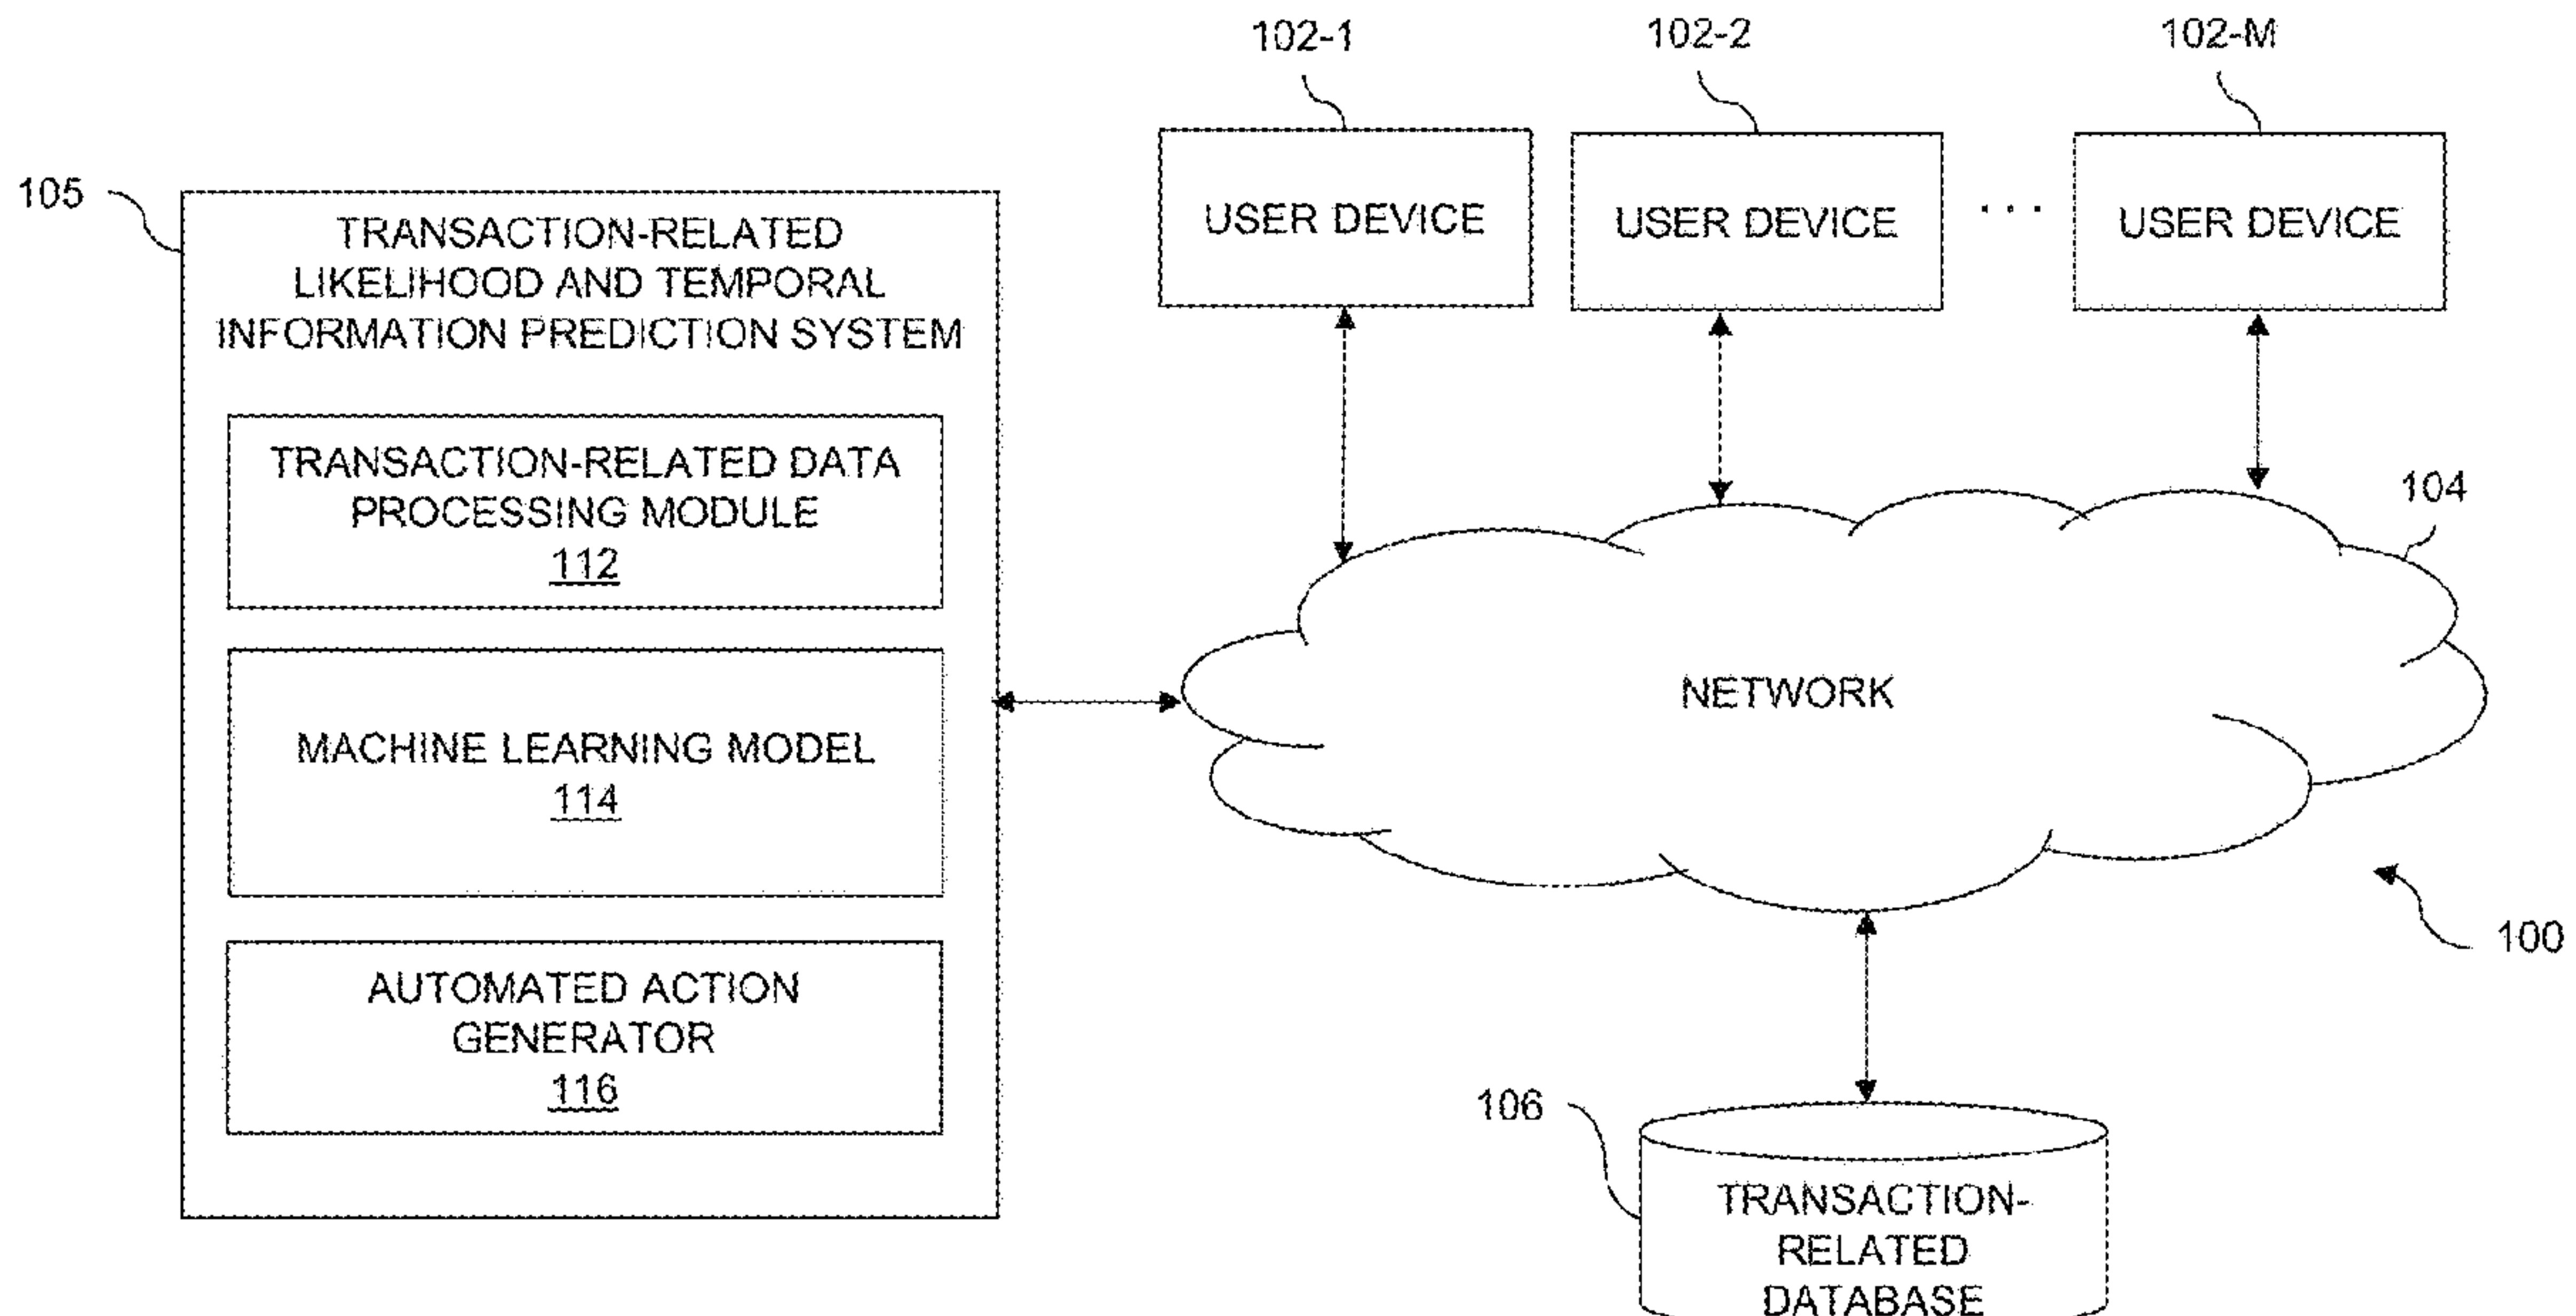 102-1
102-2
102-M
105
TRANSACTION-RELATED
LIKELIHOOD AND TEMPORAL
INFORMATION PREDICTION SYSTEM
USER DEVICE
USER DEVICE
. . .
USER DEVICE
TRANSACTION-RELATED DATA
PROCESSING MODULE
112
104
NETWORK
MACHINE LEARNING MODEL
114
100
AUTOMATED ACTION
GENERATOR
116
106
TRANSACTION-
RELATED
DATABASE